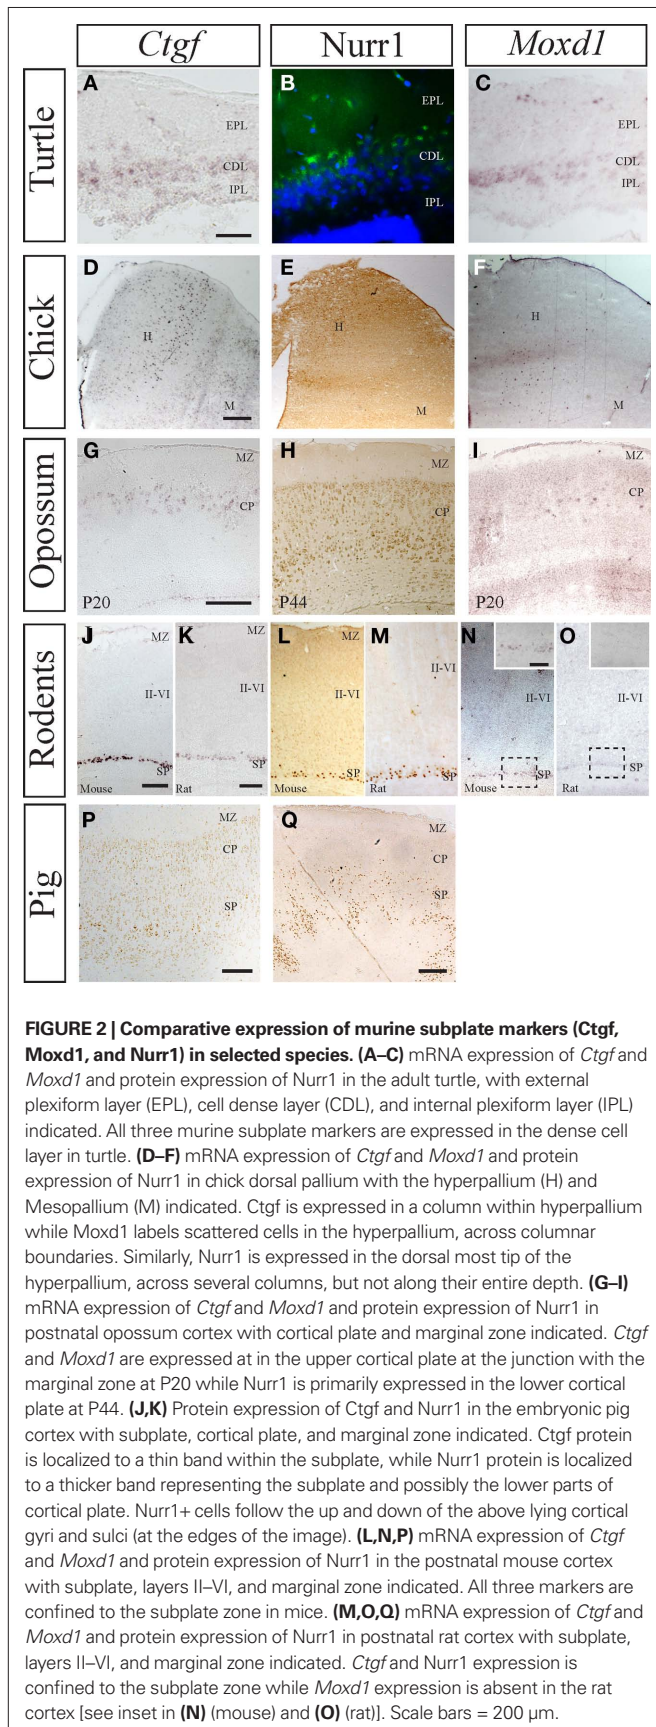 Ctgf Nurr1 Moxd1
Turtle
A B C
EPL EPL EPL
CDL CDL CDL
IPL IPL IPL
Chick
D E F
H H H
M M M
Opossum
G H I
MZ MZ MZ
CP CP CP
P20 P44 P20
Rodents
J K L M N O
MZ MZ MZ
II-VI II-VI II-VI II-VI II-VI II-VI
SP SP SP SP
Mouse Rat Mouse Rat Mouse Rat
Pig
P Q
MZ MZ
CP CP
SP SP
FIGURE 2 | Comparative expression of murine subplate markers (Ctgf,
Moxd1, and Nurr1) in selected species. (A–C) mRNA expression of Ctgf and
Moxd1 and protein expression of Nurr1 in the adult turtle, with external
plexiform layer (EPL), cell dense layer (CDL), and internal plexiform layer (IPL)
indicated. All three murine subplate markers are expressed in the dense cell
layer in turtle. (D–F) mRNA expression of Ctgf and Moxd1 and protein
expression of Nurr1 in chick dorsal pallium with the hyperpallium (H) and
Mesopallium (M) indicated. Ctgf is expressed in a column within hyperpallium
while Moxd1 labels scattered cells in the hyperpallium, across columnar
boundaries. Similarly, Nurr1 is expressed in the dorsal most tip of the
hyperpallium, across several columns, but not along their entire depth. (G–I)
mRNA expression of Ctgf and Moxd1 and protein expression of Nurr1 in
postnatal opossum cortex with cortical plate and marginal zone indicated. Ctgf
and Moxd1 are expressed at in the upper cortical plate at the junction with the
marginal zone at P20 while Nurr1 is primarily expressed in the lower cortical
plate at P44. (J,K) Protein expression of Ctgf and Nurr1 in the embryonic pig
cortex with subplate, cortical plate, and marginal zone indicated. Ctgf protein
is localized to a thin band within the subplate, while Nurr1 protein is localized
to a thicker band representing the subplate and possibly the lower parts of
cortical plate. Nurr1+ cells follow the up and down of the above lying cortical
gyri and sulci (at the edges of the image). (L,N,P) mRNA expression of Ctgf
and Moxd1 and protein expression of Nurr1 in the postnatal mouse cortex
with subplate, layers II–VI, and marginal zone indicated. All three markers are
confined to the subplate zone in mice. (M,O,Q) mRNA expression of Ctgf and
Moxd1 and protein expression of Nurr1 in postnatal rat cortex with subplate,
layers II–VI, and marginal zone indicated. Ctgf and Nurr1 expression is
confined to the subplate zone while Moxd1 expression is absent in the rat
cortex [see inset in (N) (mouse) and (O) (rat)]. Scale bars = 200 µm.